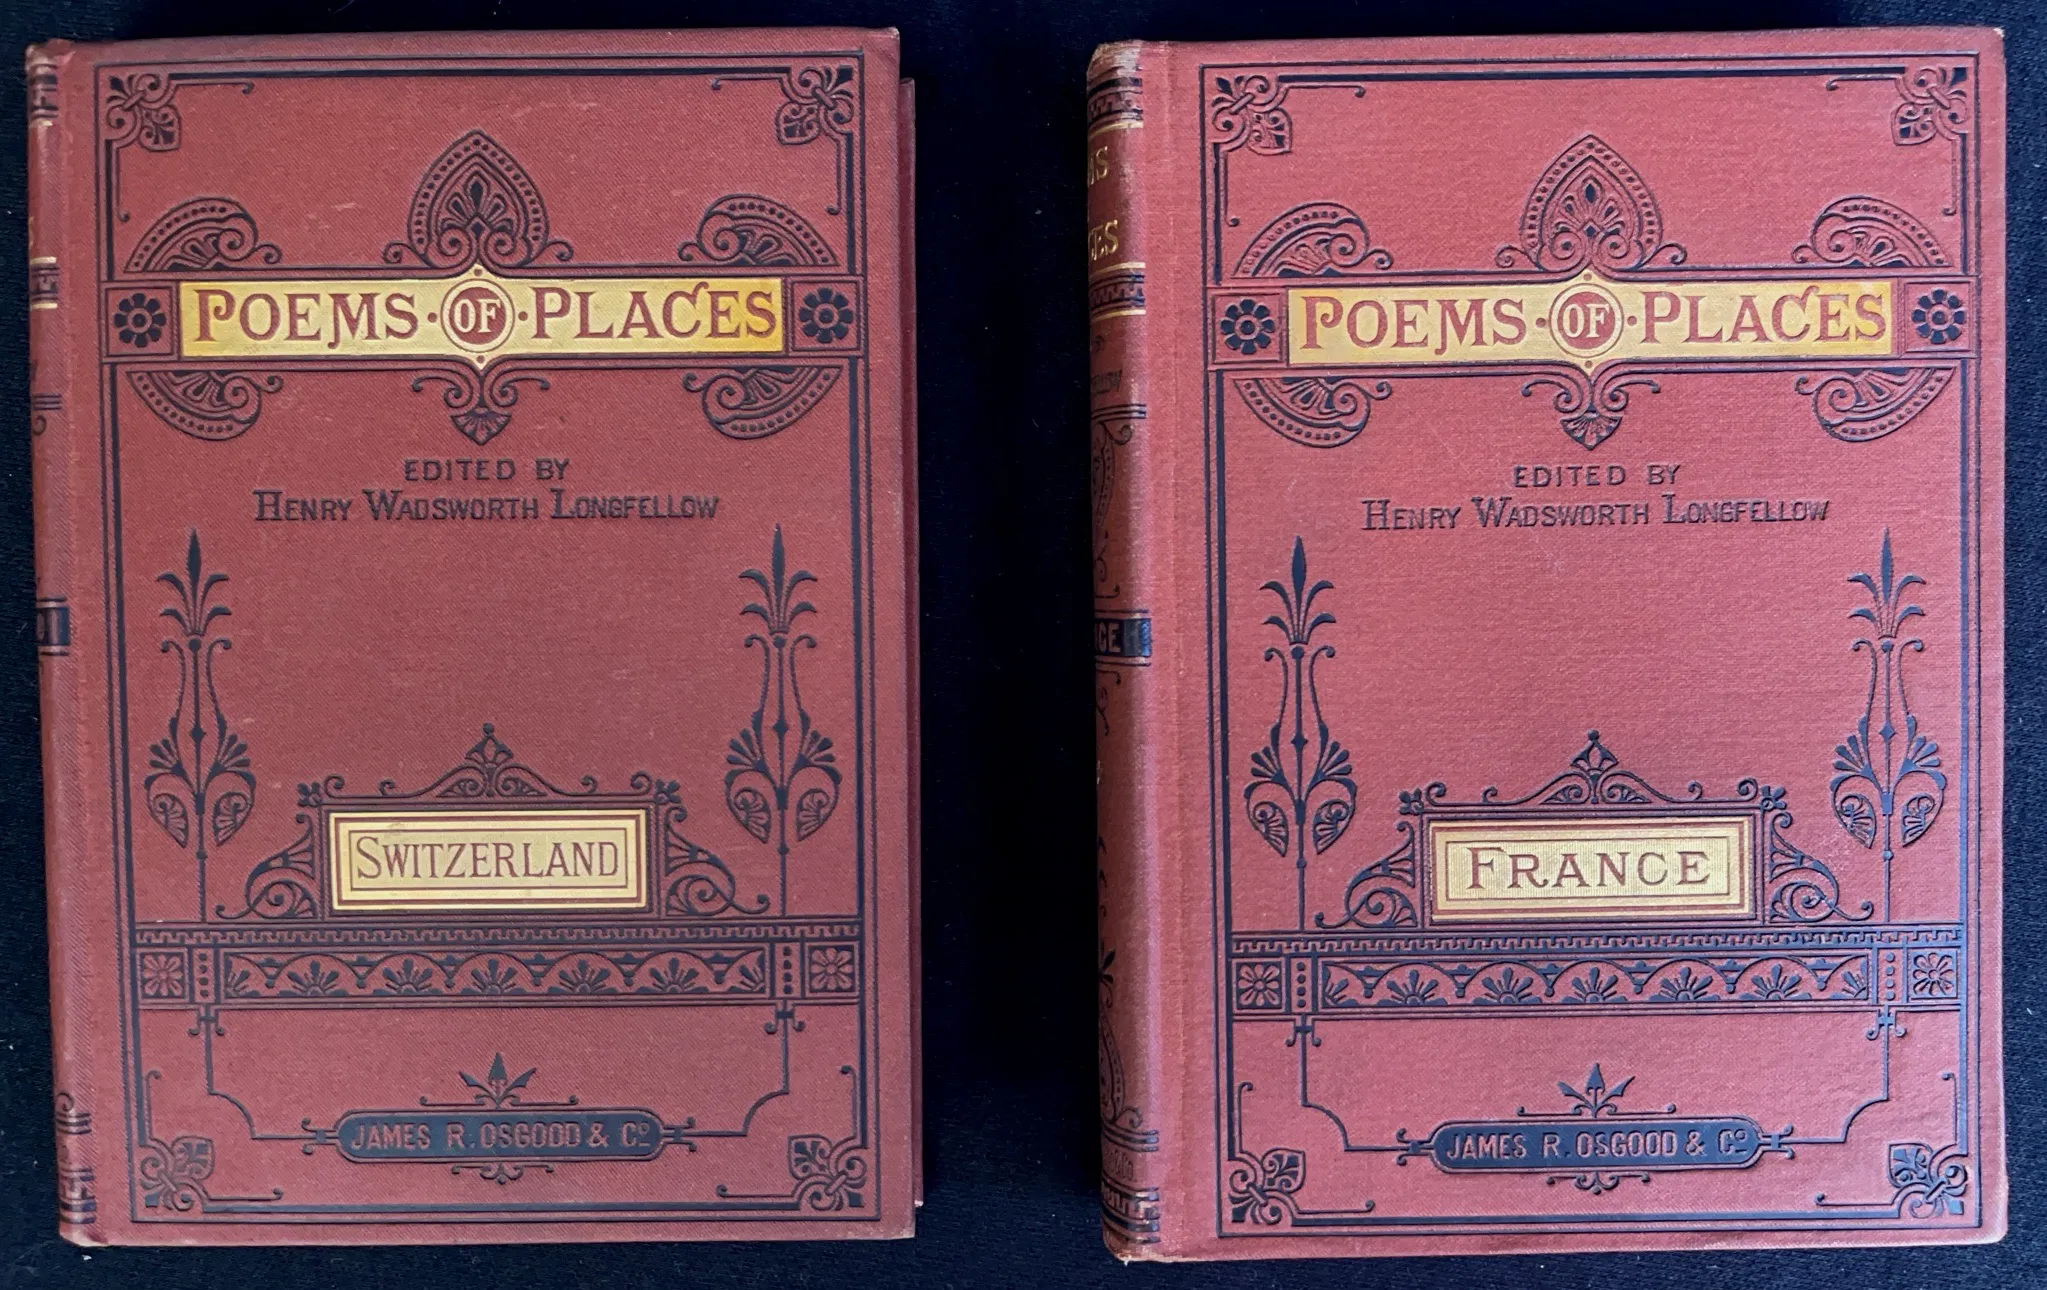 POEMS OF PLACES
EDITED BY
HENRY WADSWORTH LONGFELLOW
SWITZERLAND
JAMES R. OSGOOD & Co.
POEMS OF PLACES
EDITED BY
HENRY WADSWORTH LONGFELLOW
FRANCE
JAMES R. OSGOOD & Co.